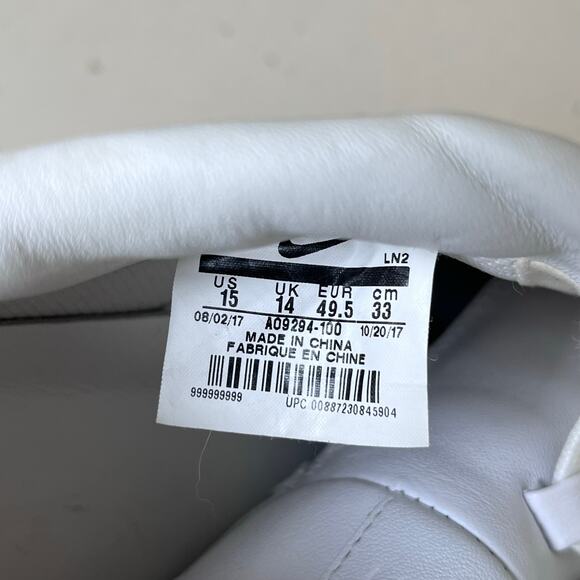 LN2
US UK EUR cm
15 14 49.5 33
08/02/17 AO9294-100 10/20/17
MADE IN CHINA
FABRIQUE EN CHINE
999999999 UPC 00887230845904